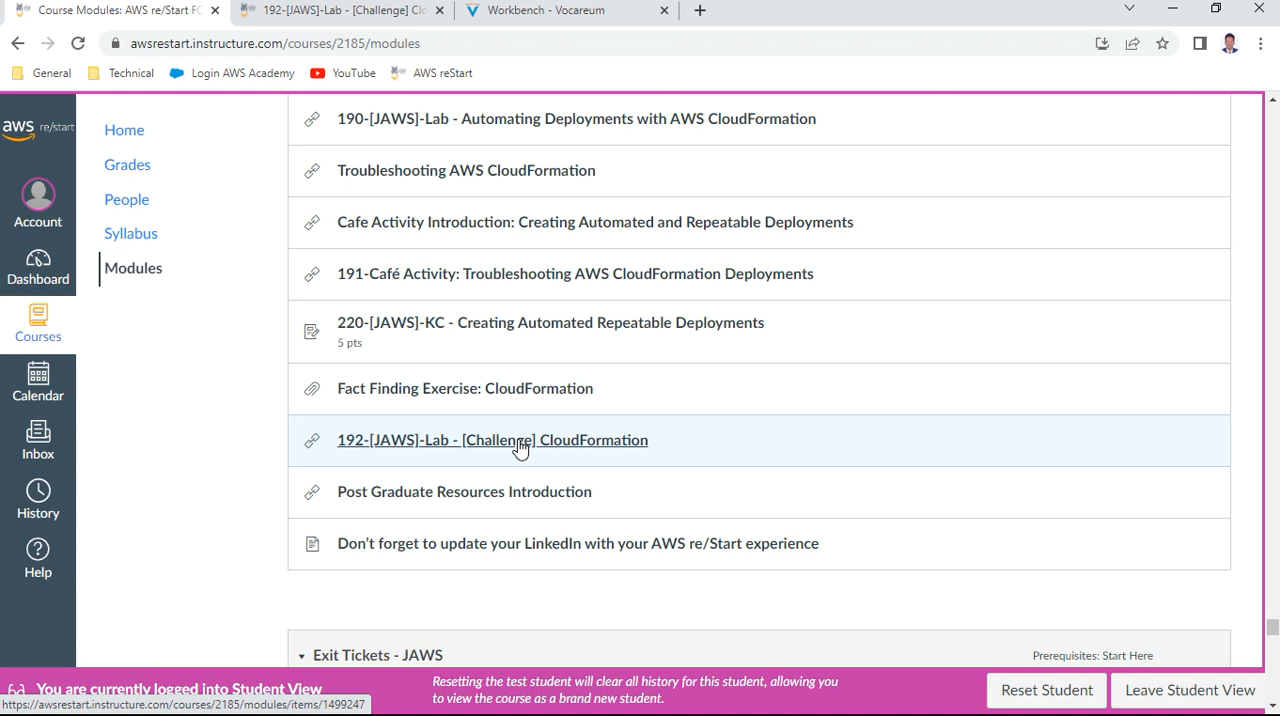 Course Modules: AWS re/Start FC
192-[JAWS]-Lab - [Challenge] Clo
Workbench - Vocareum
awsrestart.instructure.com/courses/2185/modules
General
Technical
Login AWS Academy
YouTube
AWS reStart
aws re/start
Account
Dashboard
Courses
Calendar
Inbox
History
Help
Home
Grades
People
Syllabus
Modules
190-[JAWS]-Lab - Automating Deployments with AWS CloudFormation
Troubleshooting AWS CloudFormation
Cafe Activity Introduction: Creating Automated and Repeatable Deployments
191-Café Activity: Troubleshooting AWS CloudFormation Deployments
220-[JAWS]-KC - Creating Automated Repeatable Deployments
5 pts
Fact Finding Exercise: CloudFormation
192-[JAWS]-Lab - [Challenge] CloudFormation
Post Graduate Resources Introduction
Don't forget to update your LinkedIn with your AWS re/Start experience
Exit Tickets - JAWS
Prerequisites: Start Here
You are currently logged into Student View
Resetting the test student will clear all history for this student, allowing you
to view the course as a brand new student.
Reset Student
Leave Student View
https://awsrestart.instructure.com/courses/2185/modules/items/1499247